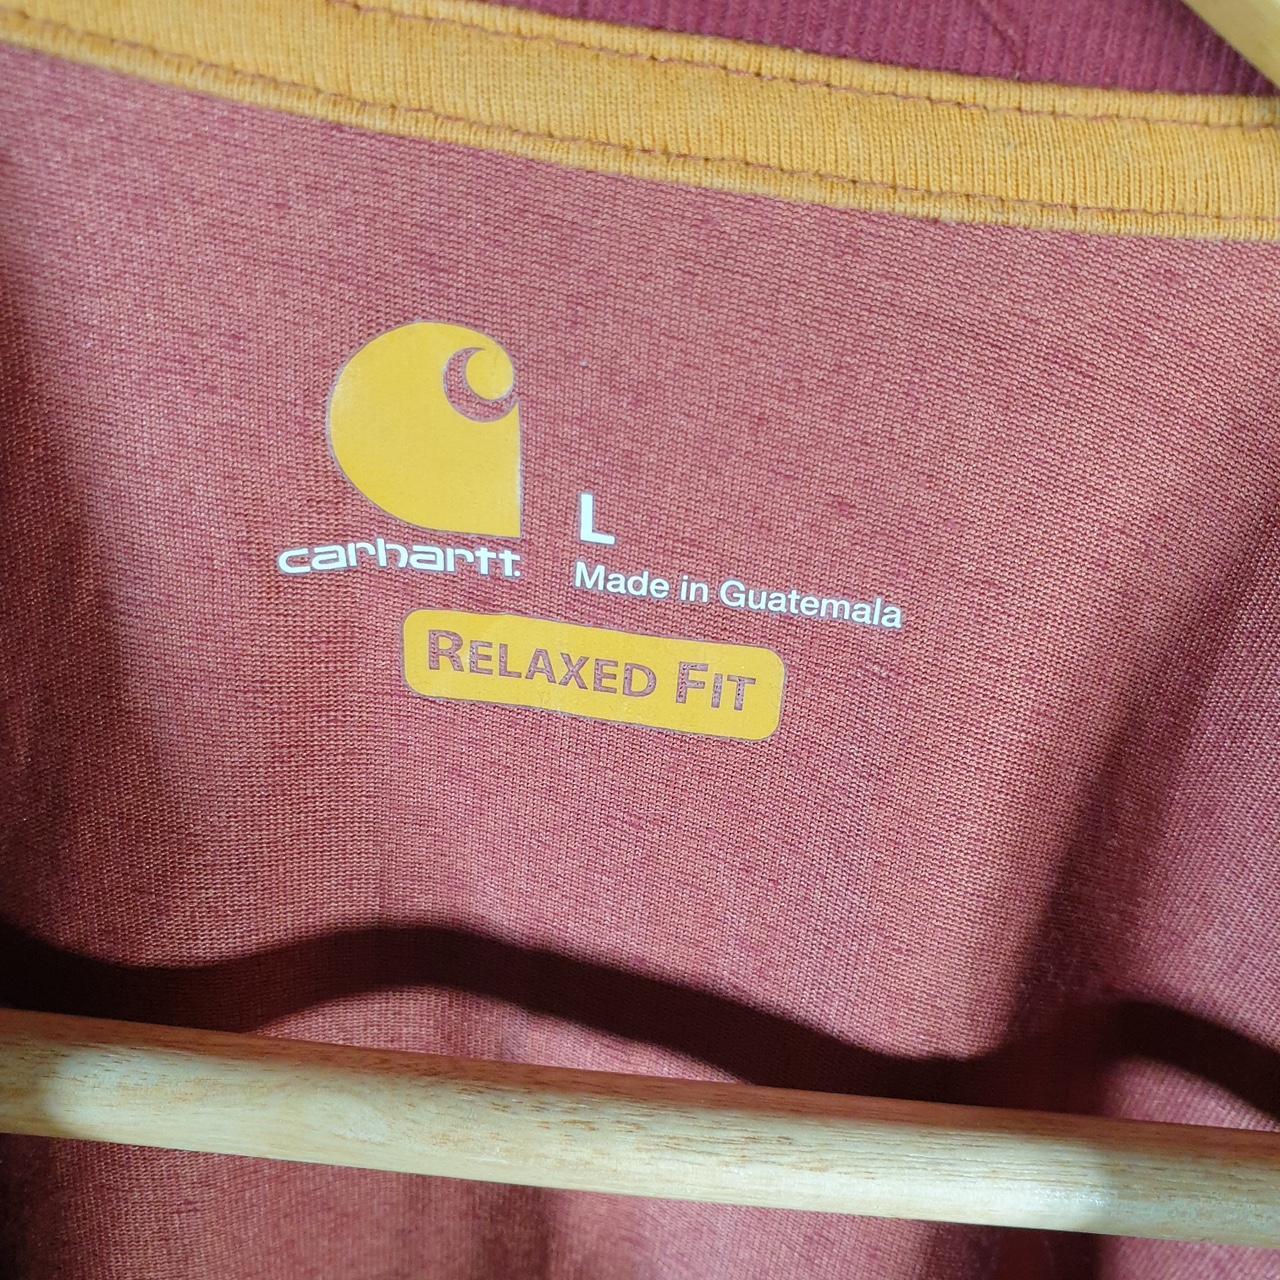 carhartt.
L
Made in Guatemala
RELAXED FIT